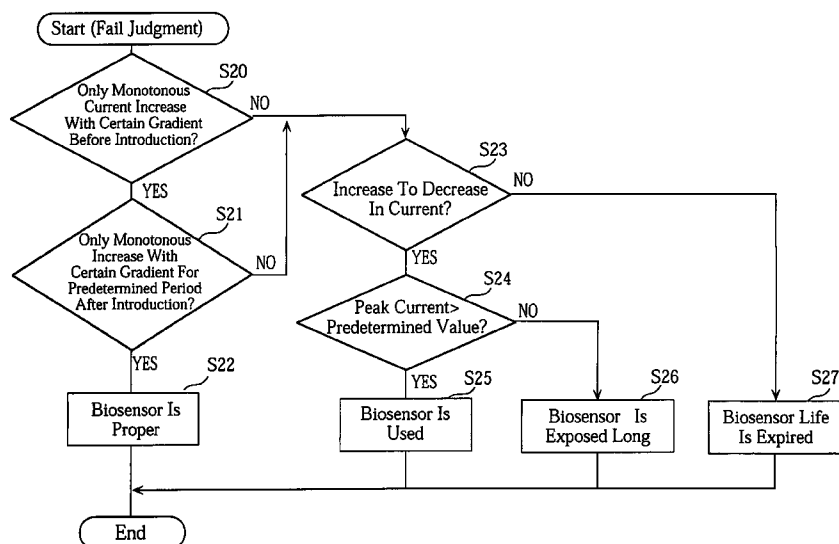 Start (Fail Judgment)
S20
Only Monotonous
Current Increase
With Certain Gradient
Before Introduction?
NO
YES
S21
Only Monotonous
Increase With
Certain Gradient For
Predetermined Period
After Introduction?
NO
YES
S22
Biosensor Is
Proper
S23
Increase To Decrease
In Current?
NO
YES
S24
Peak Current>
Predetermined Value?
NO
YES
S25
Biosensor Is
Used
S26
Biosensor Is
Exposed Long
S27
Biosensor Life
Is Expired
End